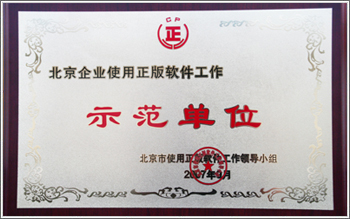 正
北京企业使用正版软件工作
示范单位
北京市使用正版软件工作领导小组
2007年9月